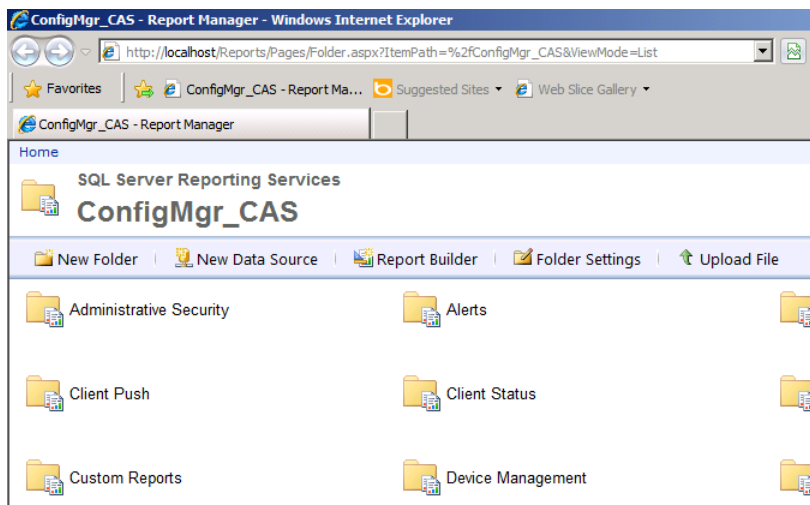 ConfigMgr_CAS - Report Manager - Windows Internet Explorer
http://localhost/Reports/Pages/Folder.aspx?ItemPath=%2fConfigMgr_CAS&ViewMode=List
Favorites ConfigMgr_CAS - Report Ma... Suggested Sites Web Slice Gallery
ConfigMgr_CAS - Report Manager
Home
SQL Server Reporting Services
ConfigMgr_CAS
New Folder New Data Source Report Builder Folder Settings Upload File
Administrative Security Alerts
Client Push Client Status
Custom Reports Device Management